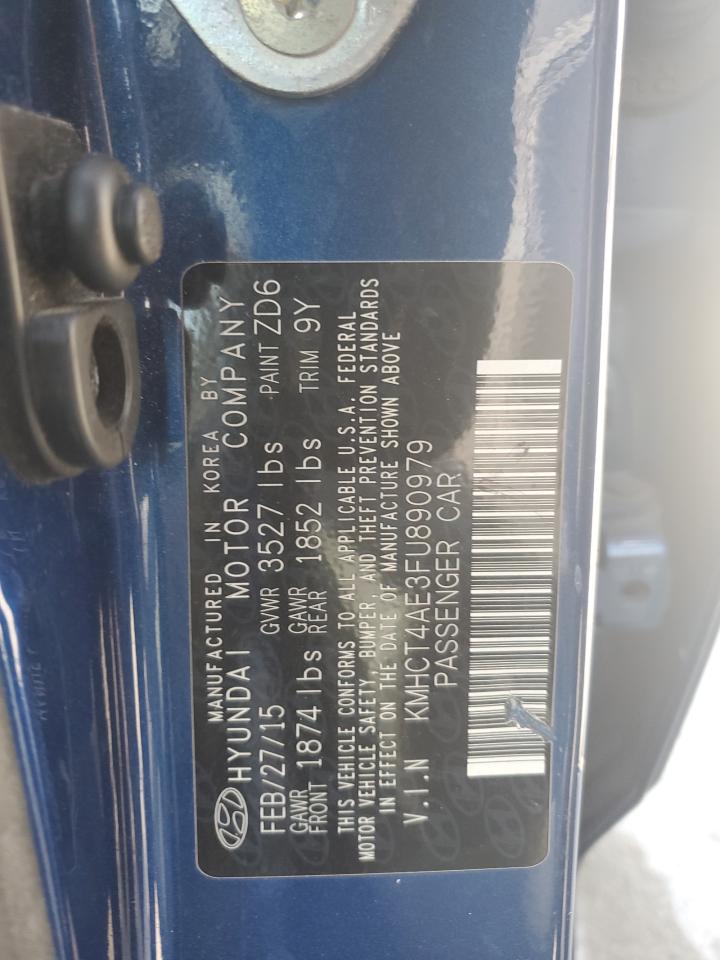 MANUFACTURED IN KOREA BY
HYUNDAI MOTOR COMPANY
FEB/27/15 GVWR 3527 lbs PAINT ZD6
GAWR FRONT 1874 lbs GAWR REAR 1852 lbs TRIM 9Y
THIS VEHICLE CONFORMS TO ALL APPLICABLE U.S.A. FEDERAL
MOTOR VEHICLE SAFETY, BUMPER, AND THEFT PREVENTION STANDARDS
IN EFFECT ON THE DATE OF MANUFACTURE SHOWN ABOVE
V.I.N KMHCT4AE3FU890979
PASSENGER CAR